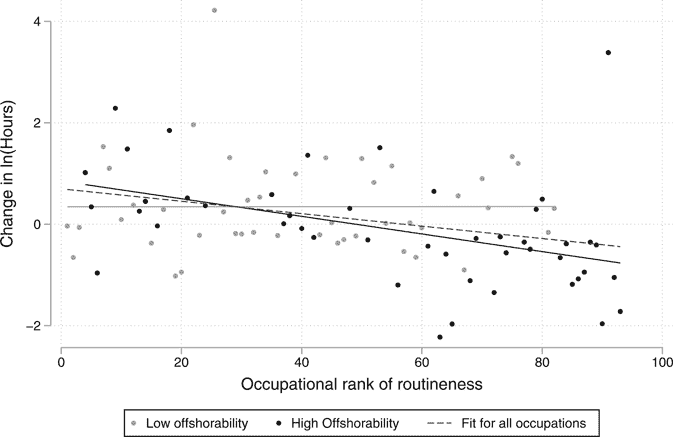 Change in ln(Hours)
4
2
0
−2
0 20 40 60 80 100
Occupational rank of routineness
Low offshorability High Offshorability Fit for all occupations